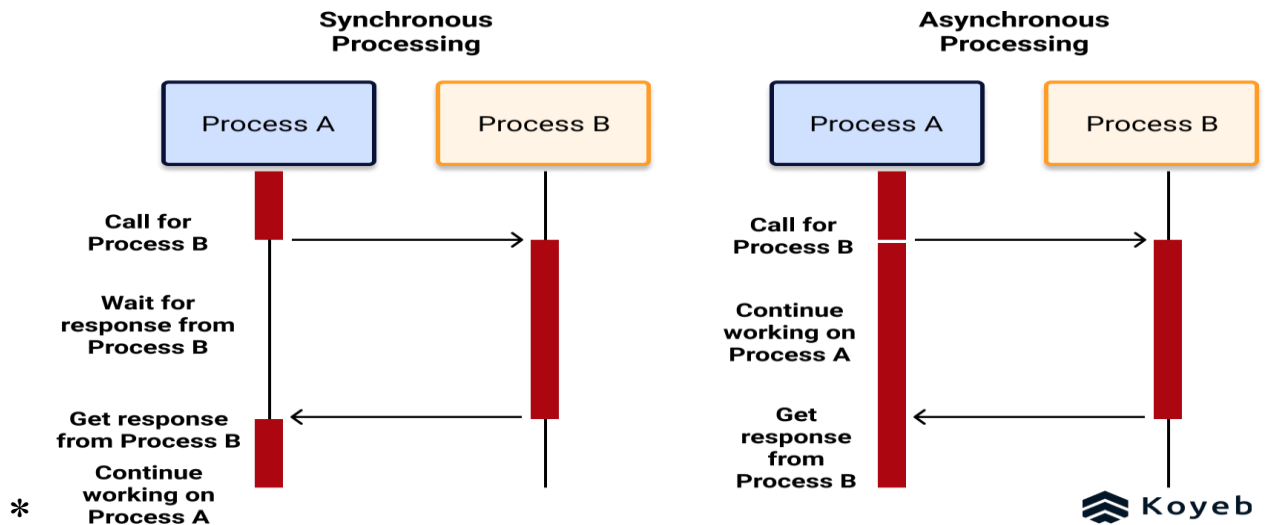 Synchronous
Processing
Process A
Process B
Call for
Process B
Wait for
response from
Process B
Get response
from Process B
Continue
working on
Process A
*
Asynchronous
Processing
Process A
Process B
Call for
Process B
Continue
working on
Process A
Get
response
from
Process B
Koyeb